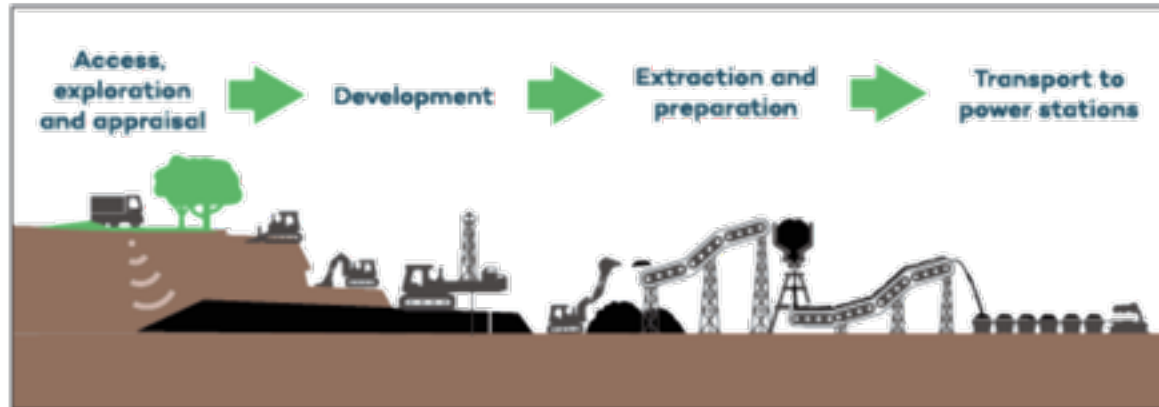 Access,
exploration
and appraisal
Development
Extraction and
preparation
Transport to
power stations